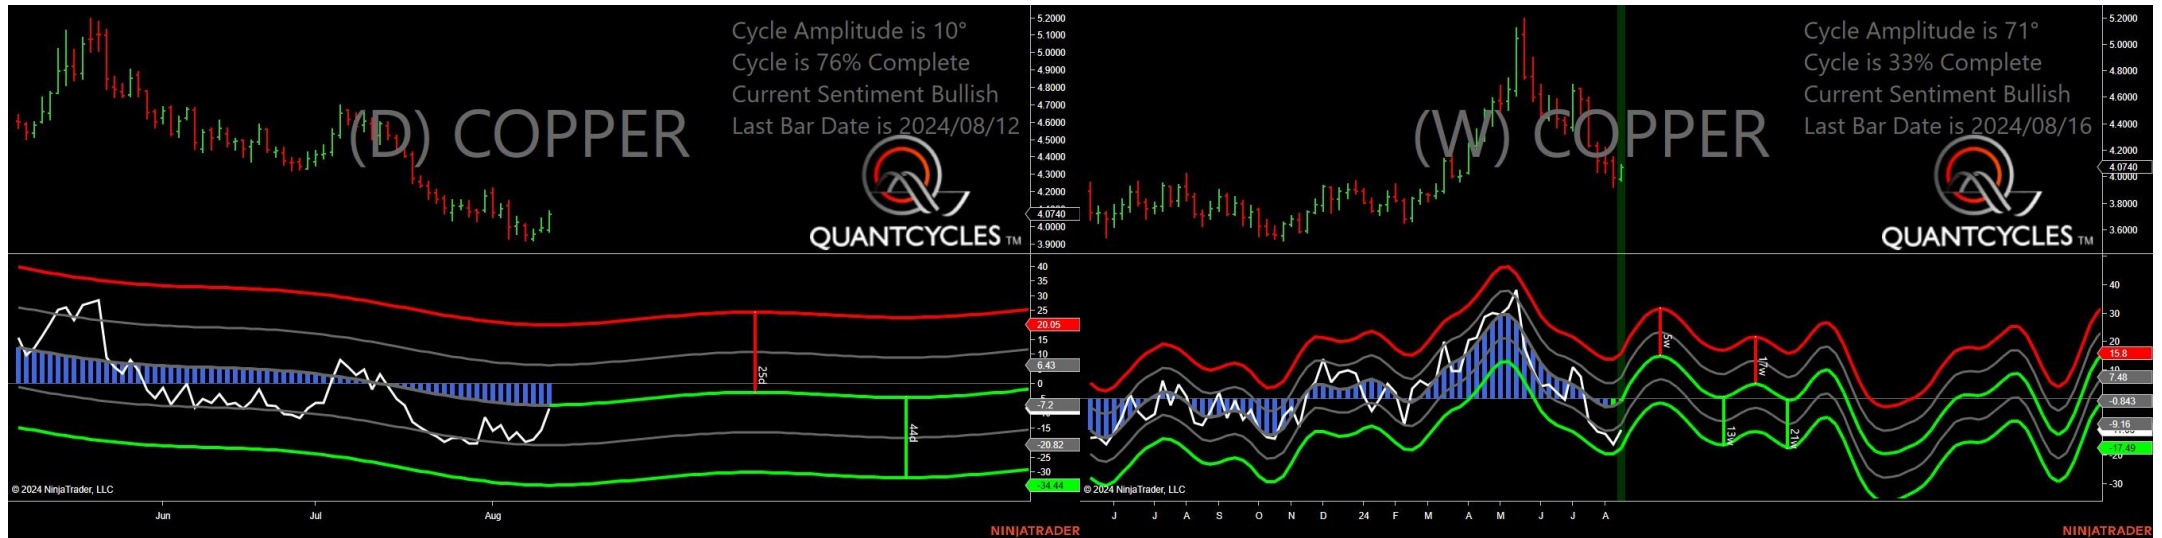 Cycle Amplitude is 10°
Cycle is 76% Complete
Current Sentiment Bullish
Last Bar Date is 2024/08/12
(D) COPPER
QUANTCYCLES TM
5.2000
5.1000
5.0000
4.9000
4.8000
4.7000
4.6000
4.5000
4.4000
4.3000
4.2000
4.0740
4.0000
3.9000
40
35
30
25
20.05
15
10
6.43
0
-7.2
-15
-20.82
-25
-30
-34.44
25d
44d
© 2024 NinjaTrader, LLC
Jun Jul Aug
NINJATRADER
Cycle Amplitude is 71°
Cycle is 33% Complete
Current Sentiment Bullish
Last Bar Date is 2024/08/16
(W) COPPER
QUANTCYCLES TM
5.2000
5.0000
4.8000
4.6000
4.4000
4.2000
4.0740
4.0000
3.8000
3.6000
40
30
20
15.8
7.48
-0.843
-9.16
-17.49
-20
-30
5w
13w
17w
21w
© 2024 NinjaTrader, LLC
J J A S O N D 24 F M A M J J A
NINJATRADER